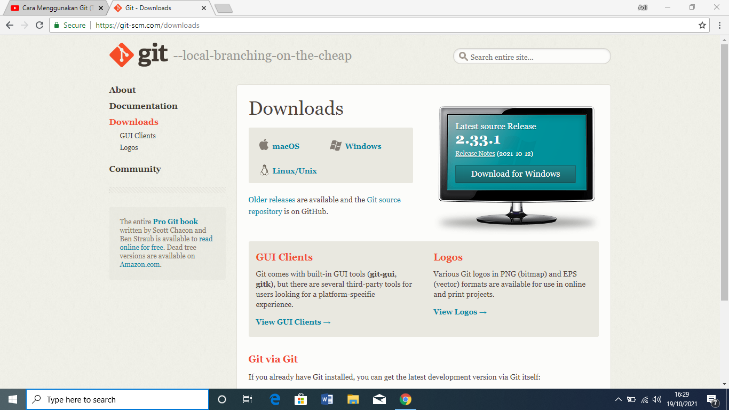 Cara Menggunakan Git (
Git - Downloads
Secure
https://git-scm.com/downloads
git --local-branching-on-the-cheap
Search entire site...
About
Documentation
Downloads
GUI Clients
Logos
Community
The entire Pro Git book
written by Scott Chacon and
Ben Straub is available to read
online for free. Dead tree
versions are available on
Amazon.com.
Downloads
macOS
Windows
Linux/Unix
Older releases are available and the Git source
repository is on GitHub.
Latest source Release
2.33.1
Release Notes (2021-10-12)
Download for Windows
GUI Clients
Git comes with built-in GUI tools (git-gui,
gitk), but there are several third-party tools for
users looking for a platform-specific
experience.
View GUI Clients →
Logos
Various Git logos in PNG (bitmap) and EPS
(vector) formats are available for use in online
and print projects.
View Logos →
Git via Git
If you already have Git installed, you can get the latest development version via Git itself:
Type here to search
16:29
19/10/2021